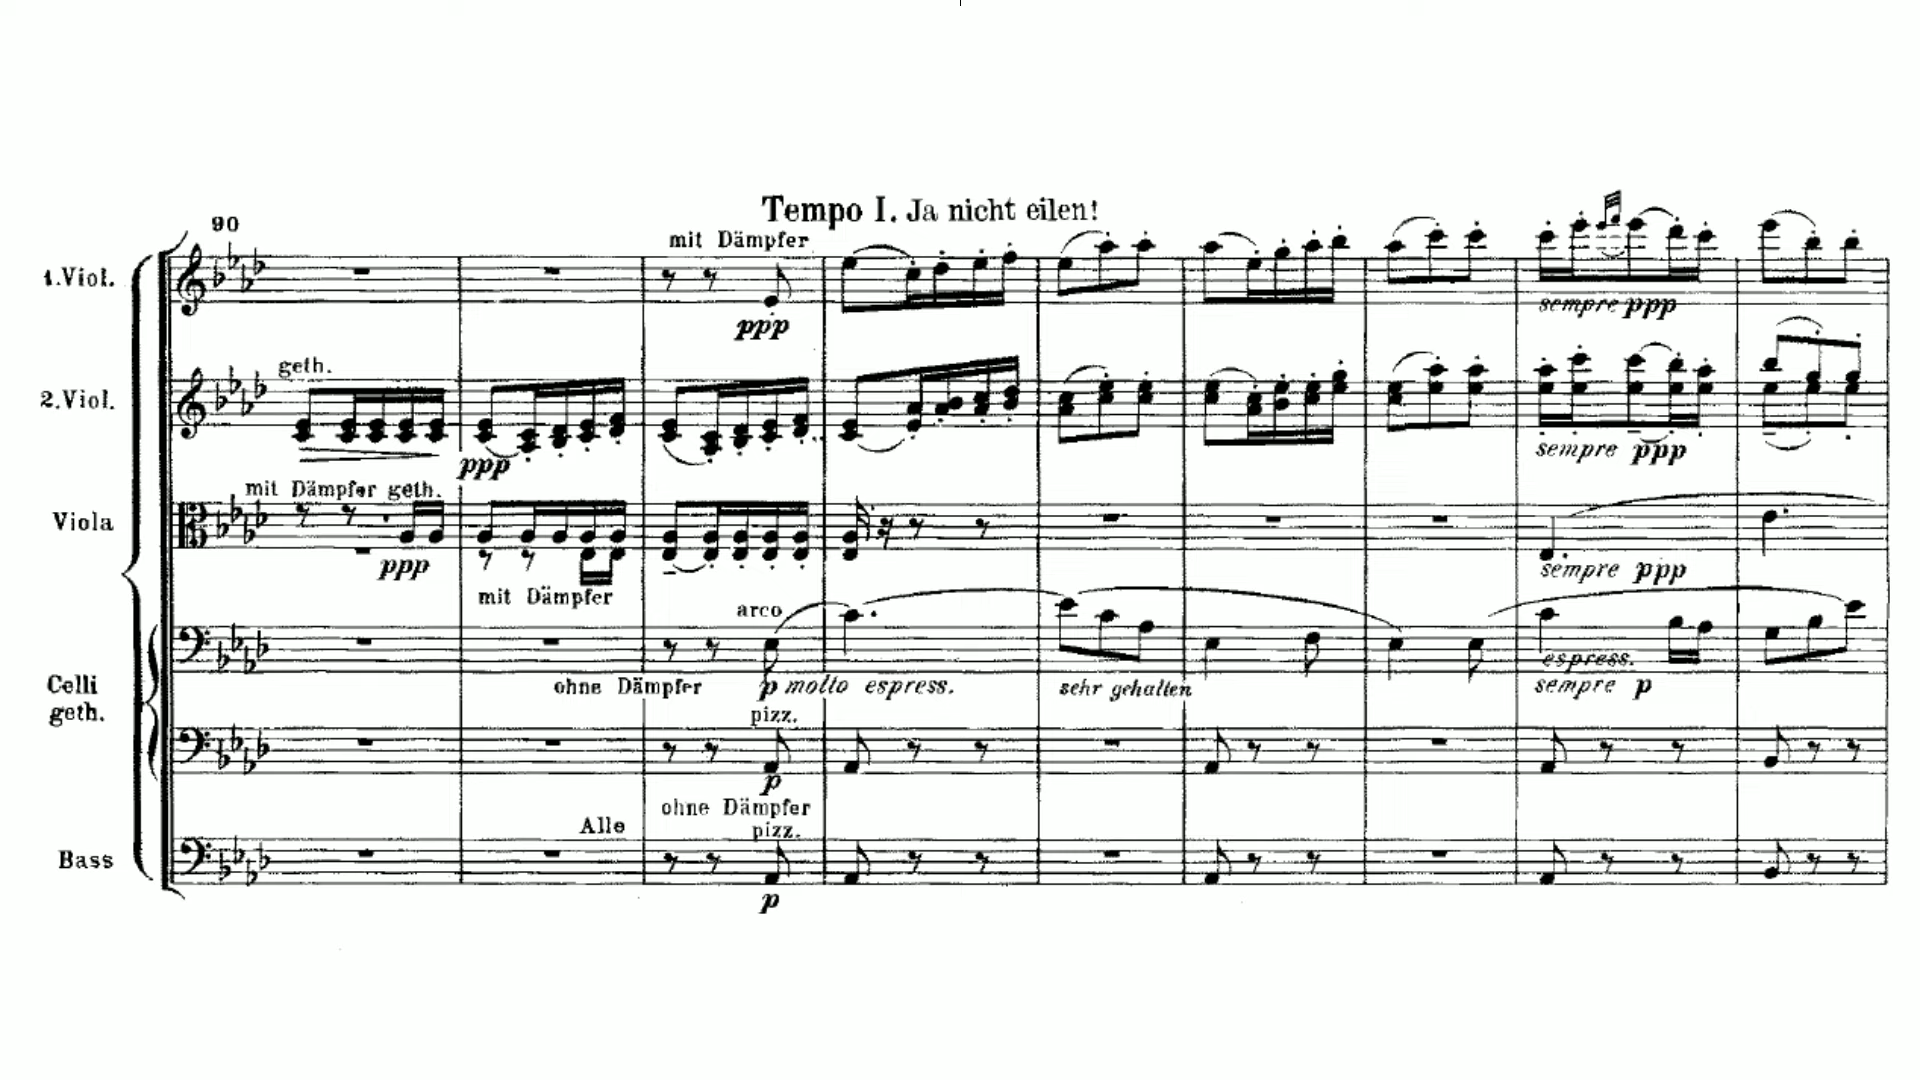 Tempo I. Ja nicht eilen!
90
mit Dämpfer
1.Viol.
ppp
sempre ppp
geth.
2.Viol.
ppp
sempre ppp
mit Dämpfer geth.
Viola
ppp
sempre ppp
mit Dämpfer
arco
espress.
ohne Dämpfer
p molto espress.
sehr gehalten
sempre p
Celli
geth.
pizz.
p
ohne Dämpfer
Alle
pizz.
Bass
p